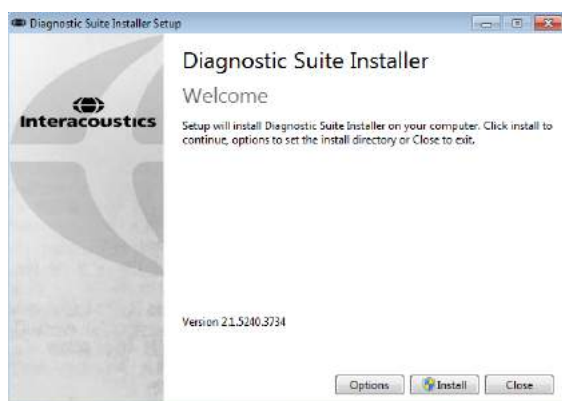 Diagnostic Suite Installer Setup
Diagnostic Suite Installer
Welcome
Interacoustics
Setup will install Diagnostic Suite Installer on your computer. Click install to
continue, options to set the install directory or Close to exit.
Version 2.1.5240.3734
Options
Install
Close